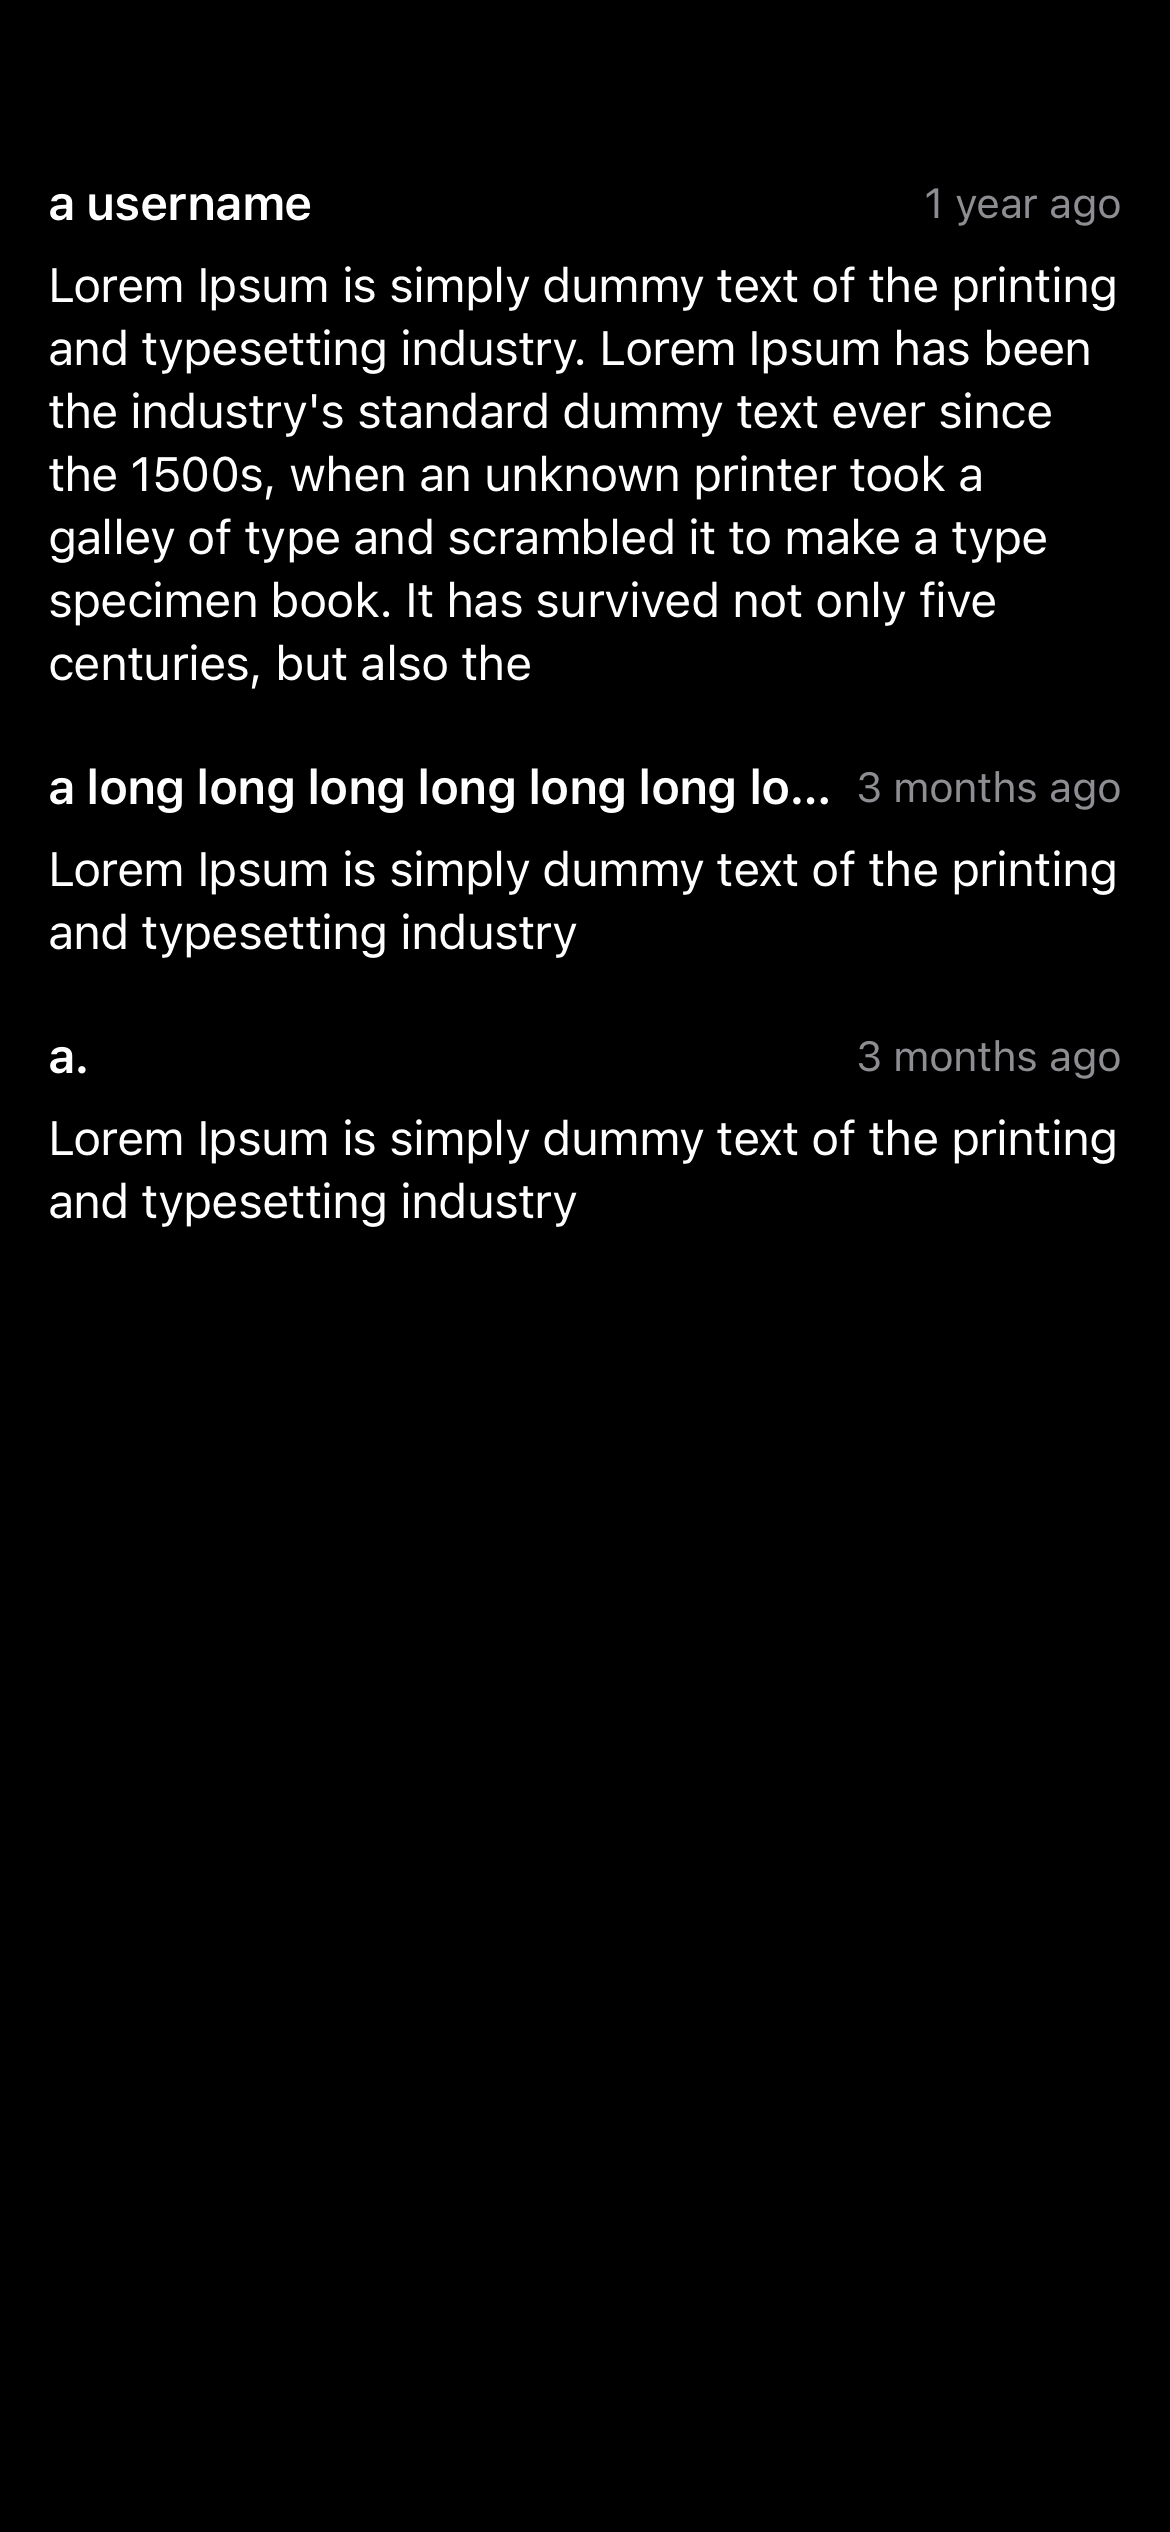 a username 1 year ago
Lorem Ipsum is simply dummy text of the printing
and typesetting industry. Lorem Ipsum has been
the industry's standard dummy text ever since
the 1500s, when an unknown printer took a
galley of type and scrambled it to make a type
specimen book. It has survived not only five
centuries, but also the
a long long long long long long lo... 3 months ago
Lorem Ipsum is simply dummy text of the printing
and typesetting industry
a. 3 months ago
Lorem Ipsum is simply dummy text of the printing
and typesetting industry